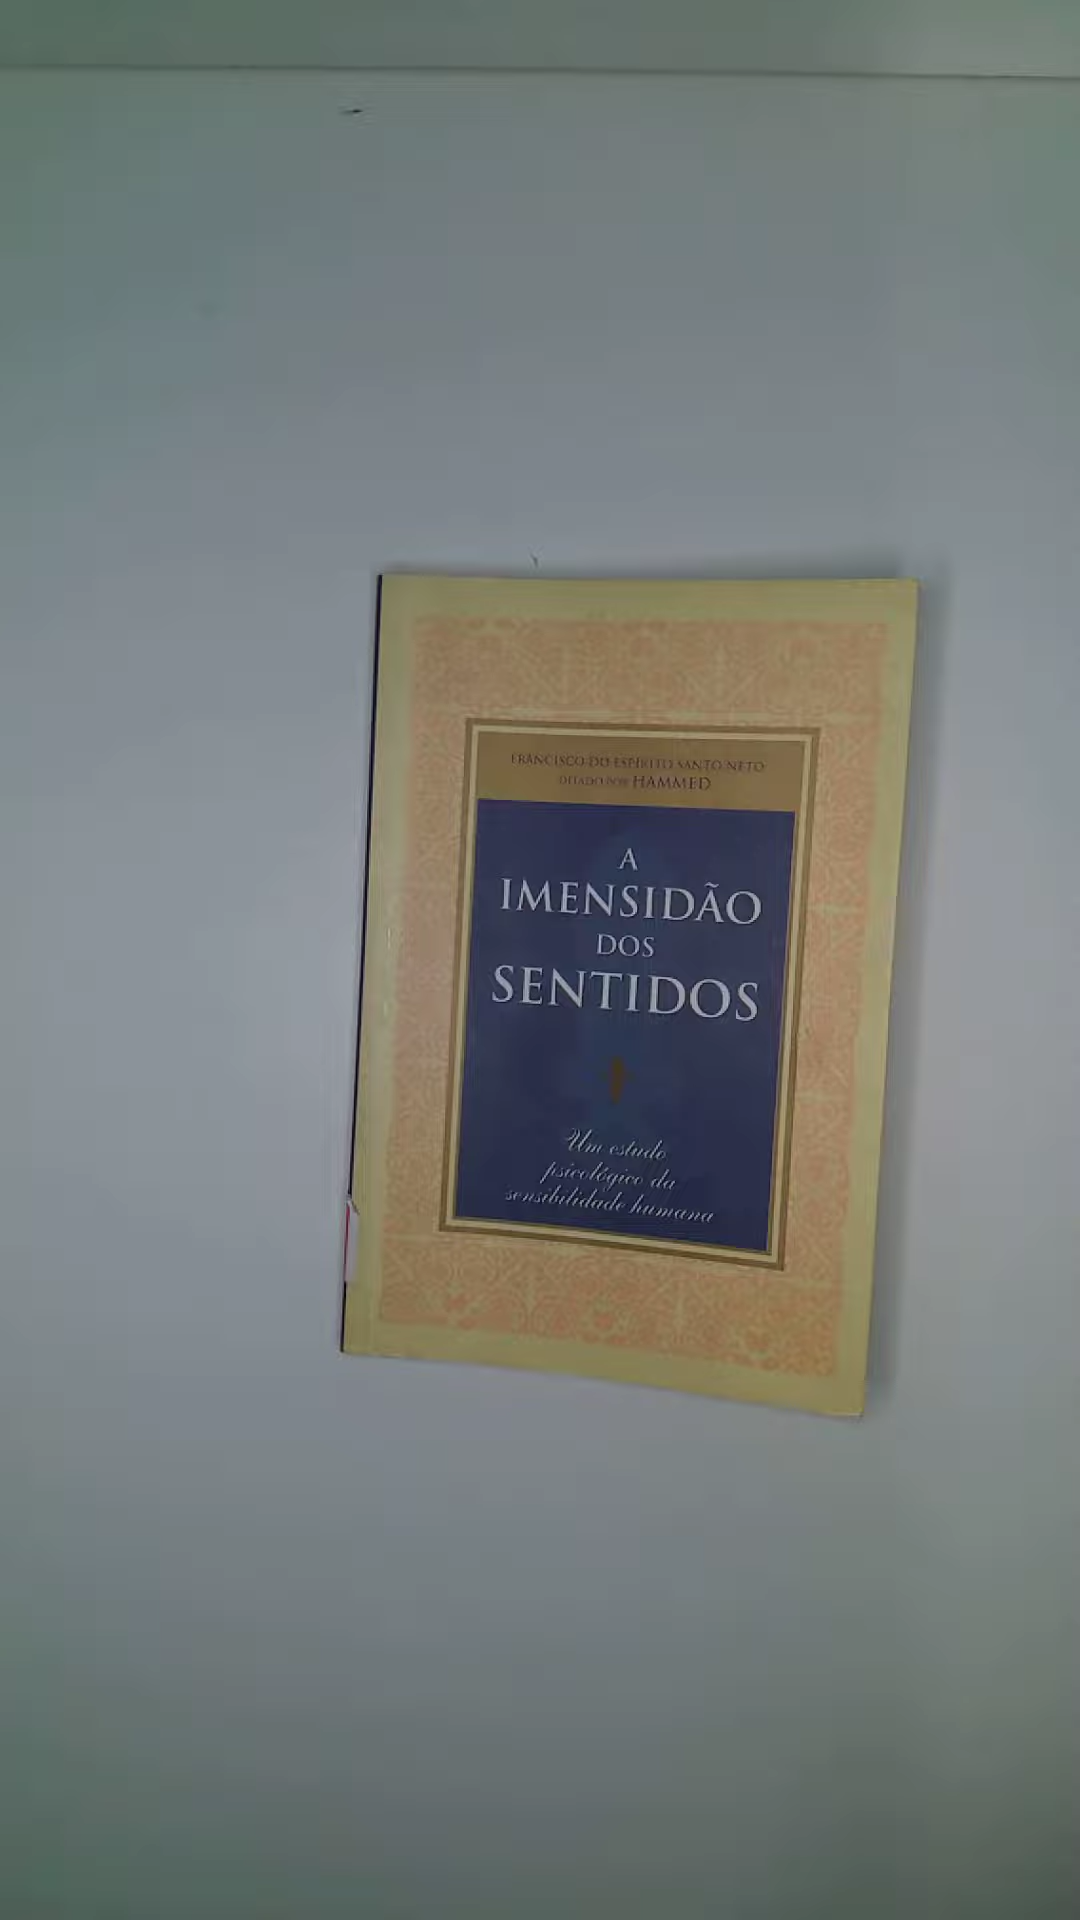 FRANCISCO DO ESPÍRITO SANTO NETO
DITADO POR HAMMED
A
IMENSIDÃO
DOS
SENTIDOS
Um estudo
psicológico da
sensibilidade humana